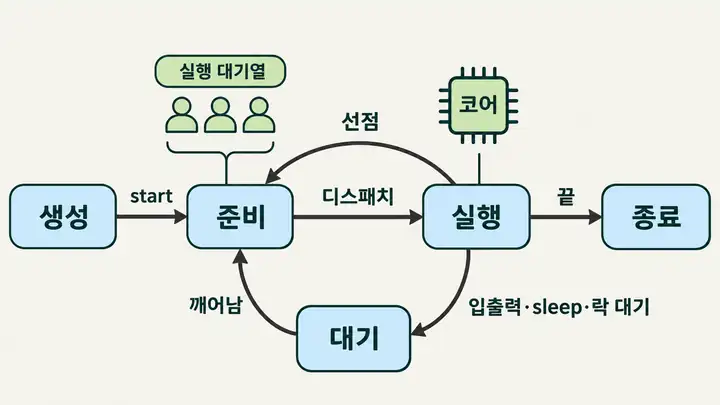 실행 대기열
코어
선점
생성
start
준비
디스패치
실행
끝
종료
깨어남
대기
입출력·sleep·락 대기